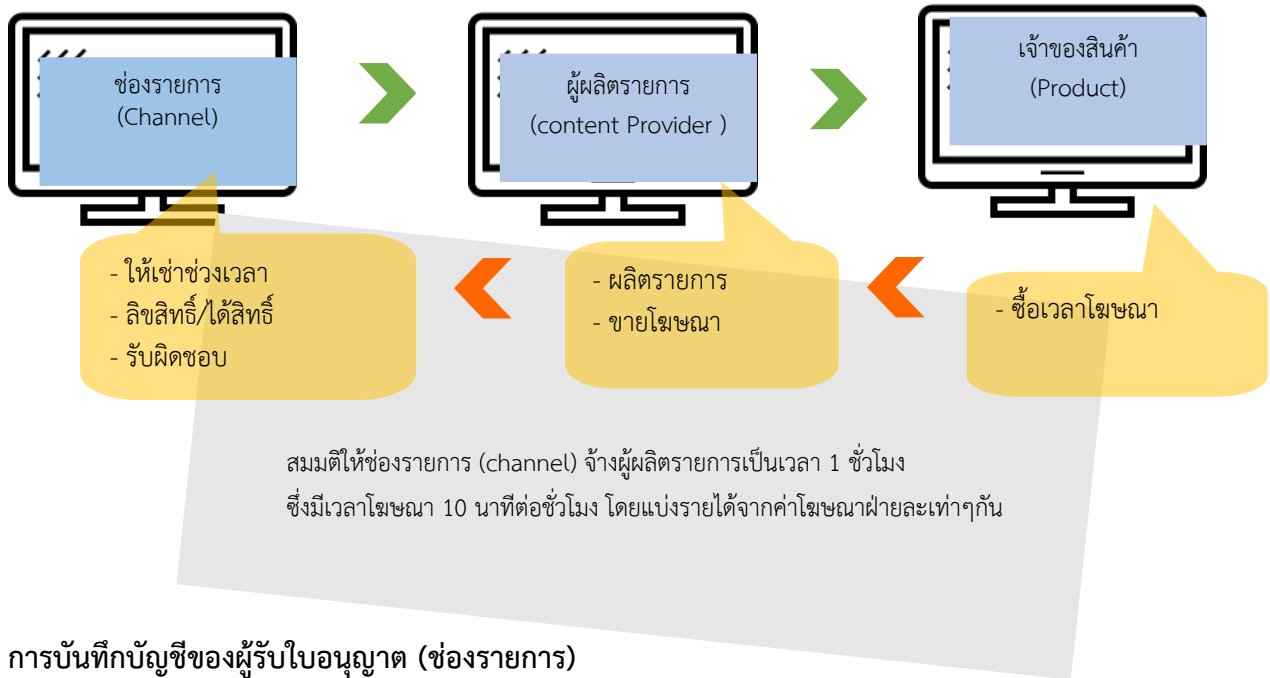 ช่องรายการ
(Channel)
ผู้ผลิตรายการ
(content Provider )
เจ้าของสินค้า
(Product)
- ให้เช่าช่วงเวลา
- ลิขสิทธิ์/ได้สิทธิ์
- รับผิดชอบ
- ผลิตรายการ
- ขายโฆษณา
- ซื้อเวลาโฆษณา
สมมติให้ช่องรายการ (channel) จ้างผู้ผลิตรายการเป็นเวลา 1 ชั่วโมง
ซึ่งมีเวลาโฆษณา 10 นาทีต่อชั่วโมง โดยแบ่งรายได้จากค่าโฆษณาฝ่ายละเท่าๆกัน
การบันทึกบัญชีของผู้รับใบอนุญาต (ช่องรายการ)